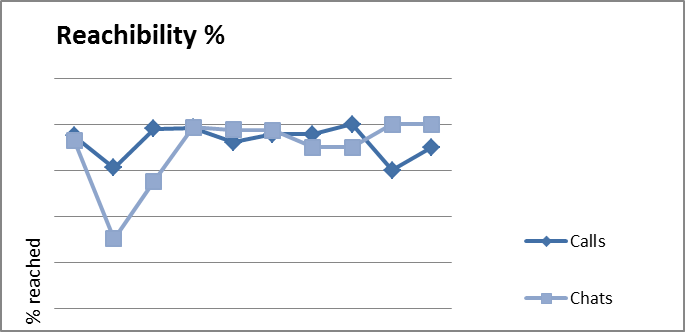 Reachibility %
% reached
Calls
Chats